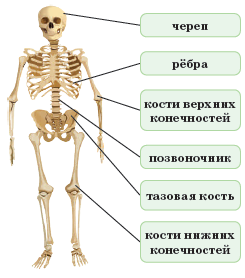 череп
рёбра
кости верхних
конечностей
позвоночник
тазовая кость
кости нижних
конечностей